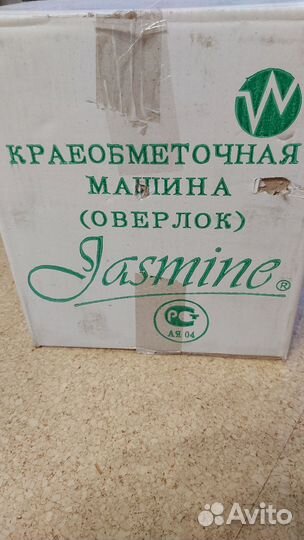 КРАЕОБМЕТОЧНАЯ
МАШИНА
(ОВЕРЛОК)
Jasmine®
РСТ
АЯ 04
Avito